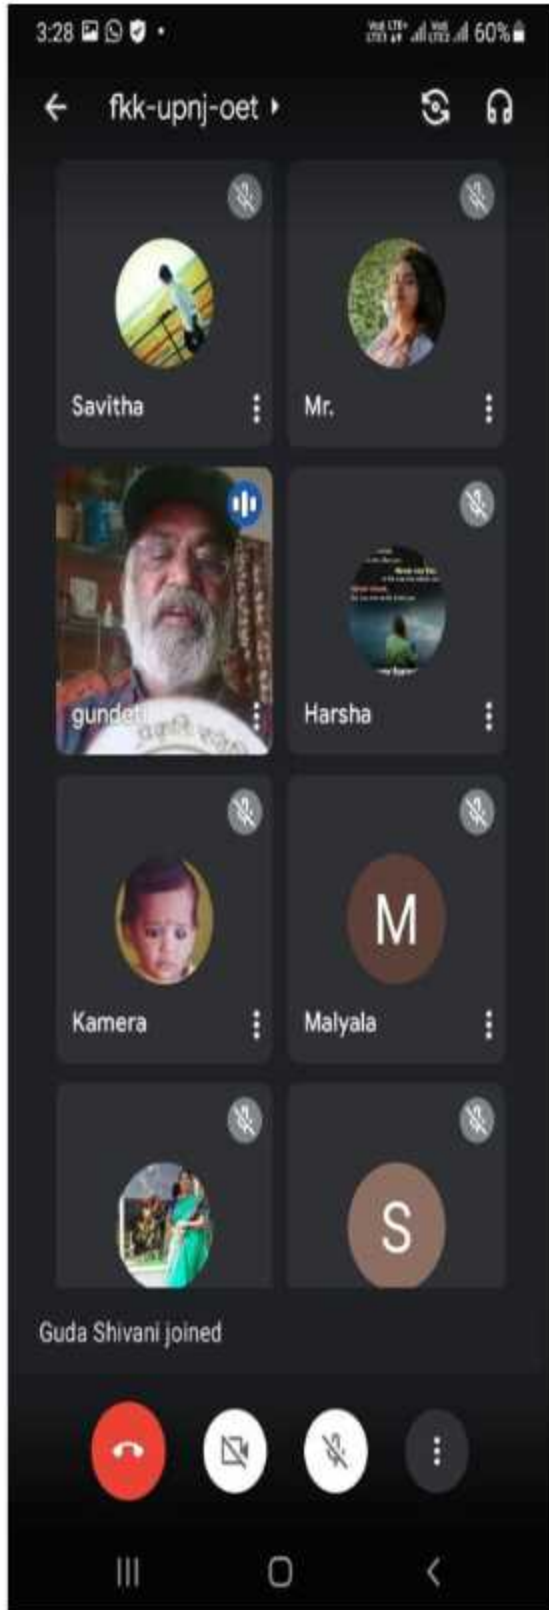 3:28 60%
fkk-upnj-oet
Savitha Mr.
gundeti Harsha
Kamera M
Malyala
S
Guda Shivani joined